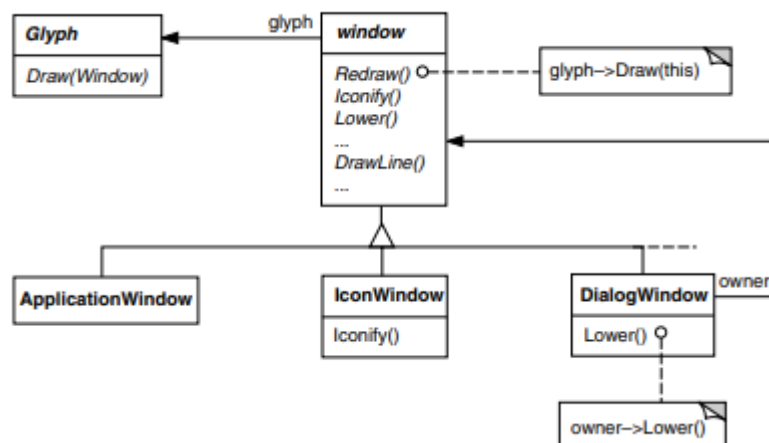 Glyph
Draw(Window)
glyph
window
Redraw()
Iconify()
Lower()
...
DrawLine()
...
glyph–>Draw(this)
ApplicationWindow
IconWindow
Iconify()
DialogWindow
Lower()
owner
owner–>Lower()